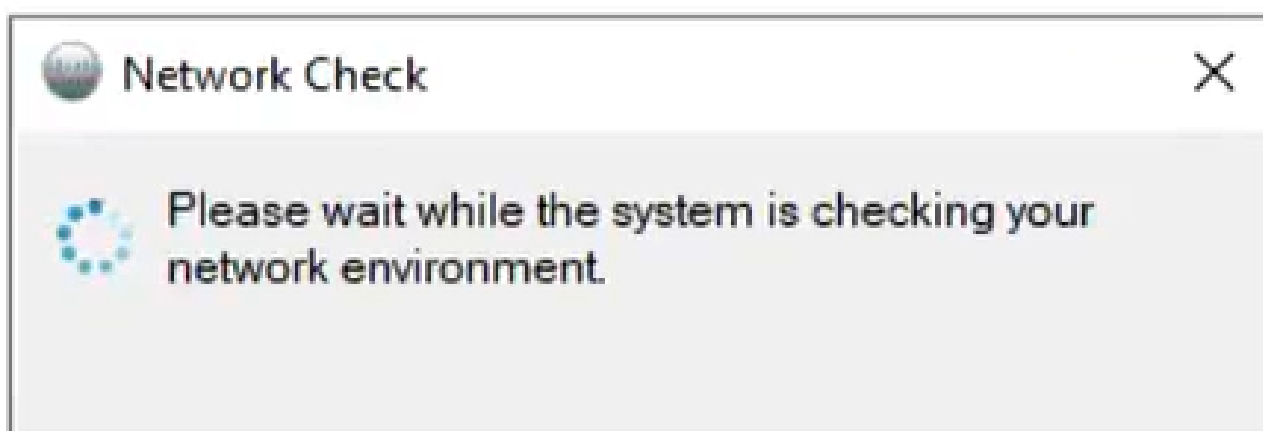 Network Check
Please wait while the system is checking your
network environment.